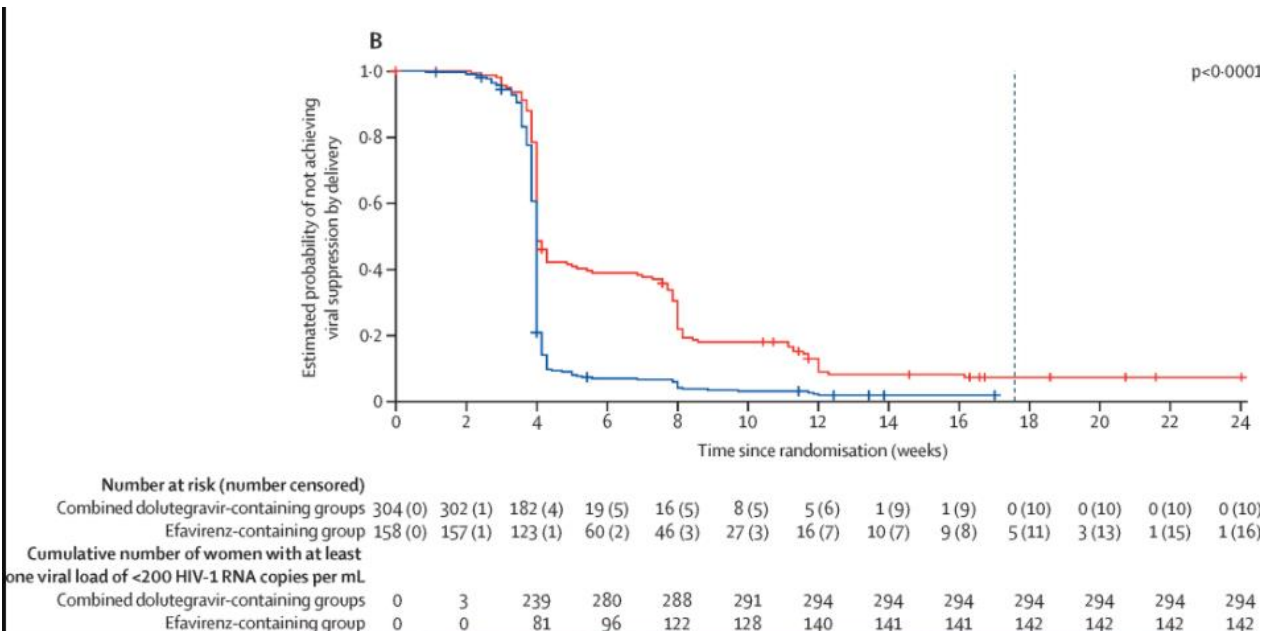 B
p<0·0001
1·0
0·8
0·6
0·4
0·2
0
Estimated probability of not achieving
viral suppression by delivery
0 2 4 6 8 10 12 14 16 18 20 22 24
Time since randomisation (weeks)
Number at risk (number censored)
Combined dolutegravir-containing groups 304 (0) 302 (1) 182 (4) 19 (5) 16 (5) 8 (5) 5 (6) 1 (9) 1 (9) 0 (10) 0 (10) 0 (10) 0 (10)
Efavirenz-containing group 158 (0) 157 (1) 123 (1) 60 (2) 46 (3) 27 (3) 16 (7) 10 (7) 9 (8) 5 (11) 3 (13) 1 (15) 1 (16)
Cumulative number of women with at least
one viral load of <200 HIV-1 RNA copies per mL
Combined dolutegravir-containing groups 0 3 239 280 288 291 294 294 294 294 294 294 294
Efavirenz-containing group 0 0 81 96 122 128 140 141 141 142 142 142 142